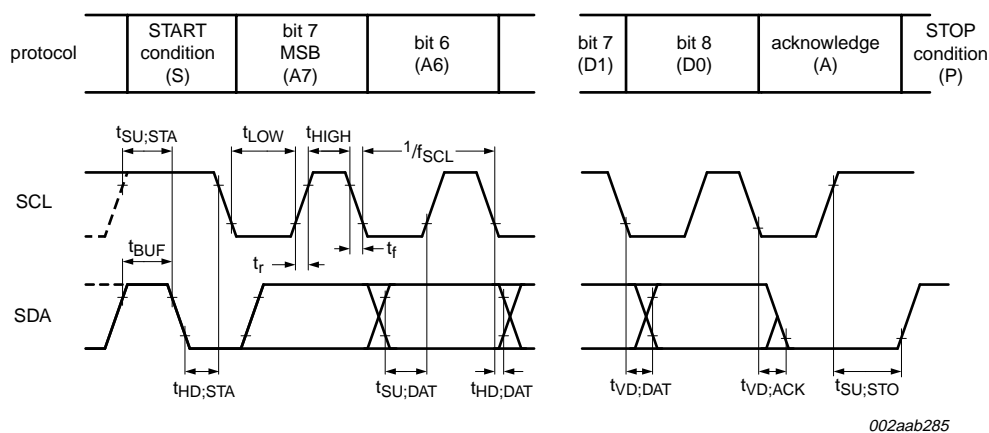 protocol
START
condition
(S)
bit 7
MSB
(A7)
bit 6
(A6)
bit 7
(D1)
bit 8
(D0)
acknowledge
(A)
STOP
condition
(P)
tSU;STA
tLOW
tHIGH
1/fSCL
SCL
tBUF
tr
tf
SDA
tHD;STA
tSU;DAT
tHD;DAT
tVD;DAT
tVD;ACK
tSU;STO
002aab285